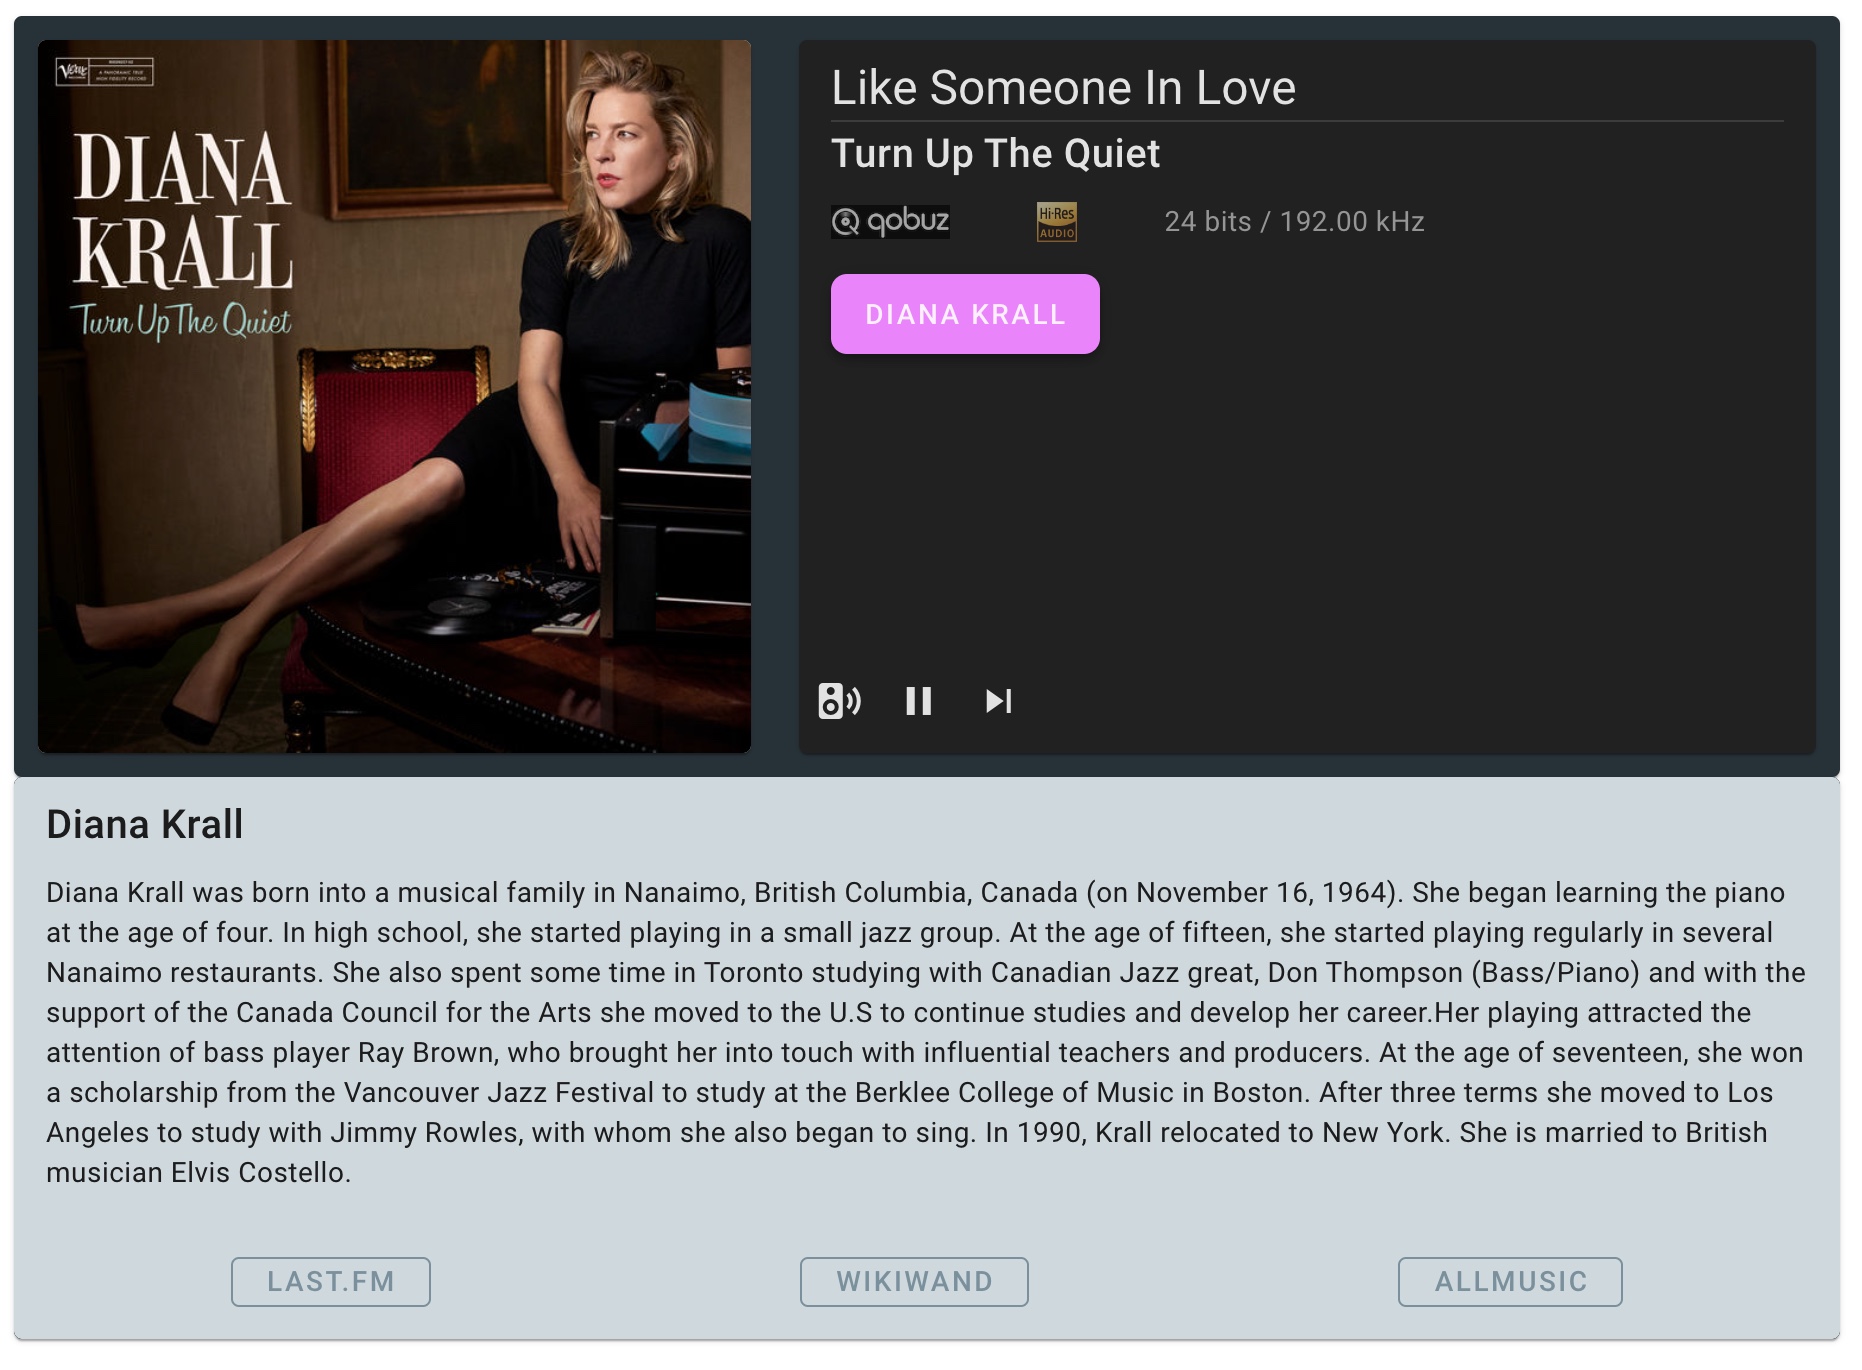 Verve
A PANORAMIC TRUE
HIGH FIDELITY RECORD
DIANA
KRALL
Turn Up The Quiet
Like Someone In Love
Turn Up The Quiet
qobuz
Hi-Res
AUDIO
24 bits / 192.00 kHz
DIANA KRALL
Diana Krall
Diana Krall was born into a musical family in Nanaimo, British Columbia, Canada (on November 16, 1964). She began learning the piano
at the age of four. In high school, she started playing in a small jazz group. At the age of fifteen, she started playing regularly in several
Nanaimo restaurants. She also spent some time in Toronto studying with Canadian Jazz great, Don Thompson (Bass/Piano) and with the
support of the Canada Council for the Arts she moved to the U.S to continue studies and develop her career.Her playing attracted the
attention of bass player Ray Brown, who brought her into touch with influential teachers and producers. At the age of seventeen, she won
a scholarship from the Vancouver Jazz Festival to study at the Berklee College of Music in Boston. After three terms she moved to Los
Angeles to study with Jimmy Rowles, with whom she also began to sing. In 1990, Krall relocated to New York. She is married to British
musician Elvis Costello.
LAST.FM
WIKIWAND
ALLMUSIC